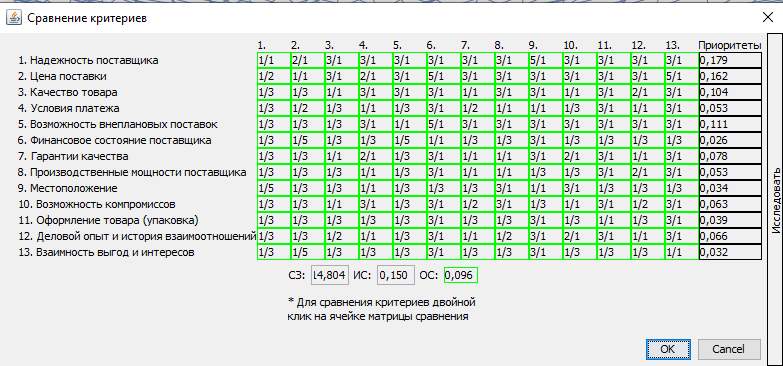 Сравнение критериев
1. 2. 3. 4. 5. 6. 7. 8. 9. 10. 11. 12. 13. Приоритеты
1. Надежность поставщика 1/1 2/1 3/1 3/1 3/1 3/1 3/1 3/1 5/1 3/1 3/1 3/1 3/1 0,179
2. Цена поставки 1/2 1/1 3/1 2/1 3/1 5/1 3/1 3/1 3/1 3/1 3/1 3/1 5/1 0,162
3. Качество товара 1/3 1/3 1/1 3/1 3/1 3/1 1/1 3/1 3/1 1/1 3/1 2/1 3/1 0,104
4. Условия платежа 1/3 1/2 1/3 1/1 1/3 3/1 1/2 1/1 1/1 1/3 3/1 1/1 3/1 0,053
5. Возможность внеплановых поставок 1/3 1/3 1/3 3/1 1/1 5/1 3/1 3/1 3/1 3/1 3/1 3/1 3/1 0,111
6. Финансовое состояние поставщика 1/3 1/5 1/3 1/3 1/5 1/1 1/3 1/3 1/3 1/3 1/3 1/3 1/3 0,026
7. Гарантии качества 1/3 1/3 1/1 2/1 1/3 3/1 1/1 1/1 3/1 2/1 3/1 1/1 3/1 0,078
8. Производственные мощности поставщика 1/3 1/3 1/3 1/1 1/3 3/1 1/1 1/1 1/3 1/3 3/1 2/1 3/1 0,053
9. Местоположение 1/5 1/3 1/3 1/1 1/3 1/3 1/3 3/1 1/1 1/3 1/3 1/3 1/3 0,034
10. Возможность компромиссов 1/3 1/3 1/1 3/1 1/3 3/1 1/2 3/1 3/1 1/1 3/1 1/2 3/1 0,063
11. Оформление товара (упаковка) 1/3 1/3 1/3 1/3 1/3 3/1 1/3 1/3 3/1 1/3 1/1 1/1 3/1 0,039
12. Деловой опыт и история взаимоотношений 1/3 1/3 1/2 1/1 1/3 3/1 1/1 1/2 3/1 2/1 3/1 1/1 3/1 0,066
13. Взаимность выгод и интересов 1/3 1/5 1/3 1/3 1/3 3/1 1/3 1/3 3/1 1/3 1/3 1/3 1/1 0,032
СЗ: 14,804 ИС: 0,150 ОС: 0,096
* Для сравнения критериев двойной
клик на ячейке матрицы сравнения
OK Cancel
Исследовать